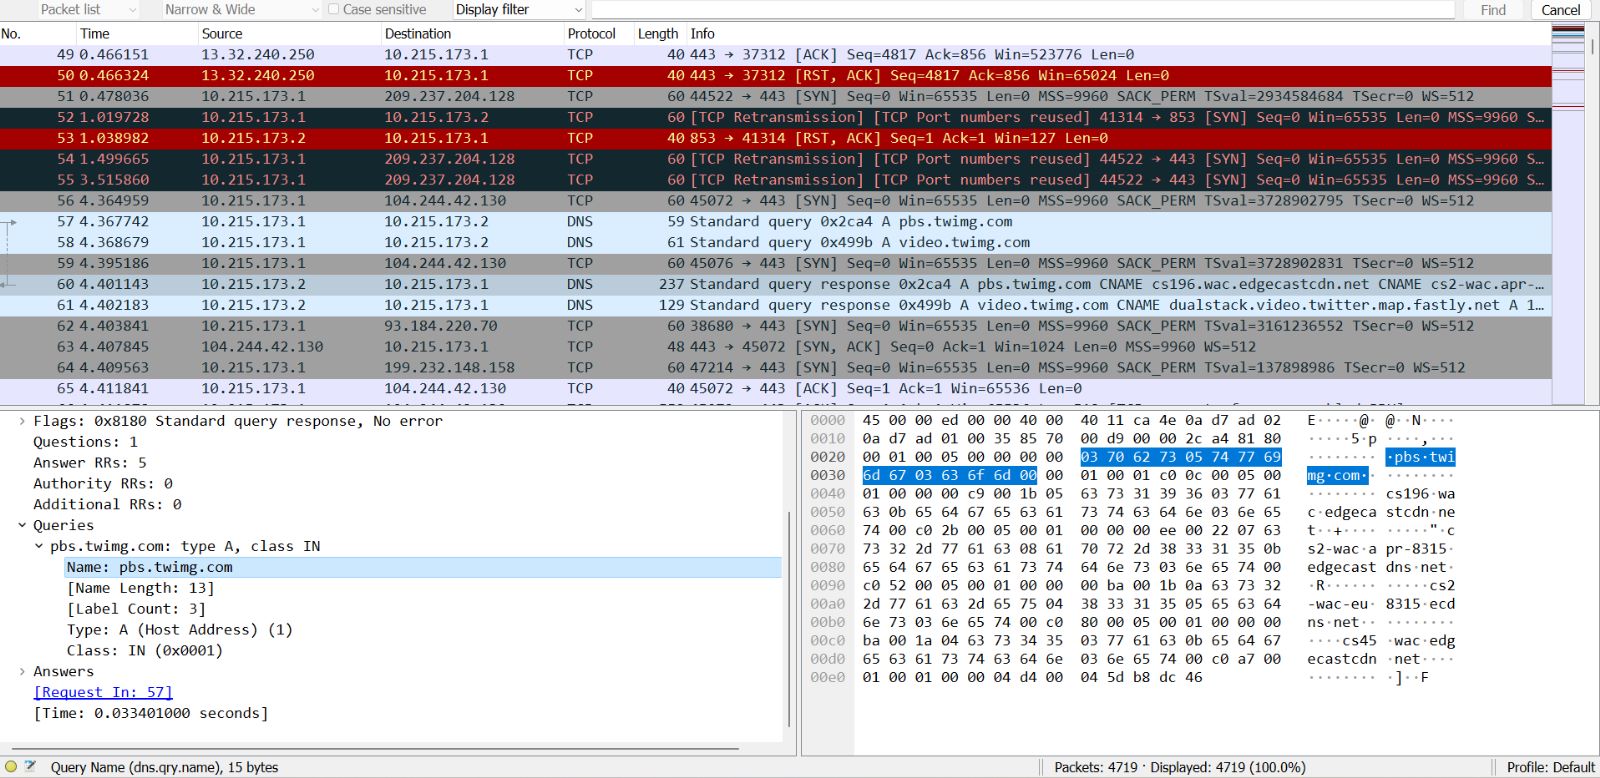 Packet list Narrow & Wide Case sensitive Display filter Find Cancel
No. Time Source Destination Protocol Length Info
49 0.466151 13.32.240.250 10.215.173.1 TCP 40 443 → 37312 [ACK] Seq=4817 Ack=856 Win=523776 Len=0
50 0.466324 13.32.240.250 10.215.173.1 TCP 40 443 → 37312 [RST, ACK] Seq=4817 Ack=856 Win=65024 Len=0
51 0.478036 10.215.173.1 209.237.204.128 TCP 60 44522 → 443 [SYN] Seq=0 Win=65535 Len=0 MSS=9960 SACK_PERM TSval=2934584684 TSecr=0 WS=512
52 1.019728 10.215.173.1 10.215.173.2 TCP 60 [TCP Retransmission] [TCP Port numbers reused] 41314 → 853 [SYN] Seq=0 Win=65535 Len=0 MSS=9960 S…
53 1.038982 10.215.173.2 10.215.173.1 TCP 40 853 → 41314 [RST, ACK] Seq=1 Ack=1 Win=127 Len=0
54 1.499665 10.215.173.1 209.237.204.128 TCP 60 [TCP Retransmission] [TCP Port numbers reused] 44522 → 443 [SYN] Seq=0 Win=65535 Len=0 MSS=9960 S…
55 3.515860 10.215.173.1 209.237.204.128 TCP 60 [TCP Retransmission] [TCP Port numbers reused] 44522 → 443 [SYN] Seq=0 Win=65535 Len=0 MSS=9960 S…
56 4.364959 10.215.173.1 104.244.42.130 TCP 60 45072 → 443 [SYN] Seq=0 Win=65535 Len=0 MSS=9960 SACK_PERM TSval=3728902795 TSecr=0 WS=512
57 4.367742 10.215.173.1 10.215.173.2 DNS 59 Standard query 0x2ca4 A pbs.twimg.com
58 4.368679 10.215.173.1 10.215.173.2 DNS 61 Standard query 0x499b A video.twimg.com
59 4.395186 10.215.173.1 104.244.42.130 TCP 60 45076 → 443 [SYN] Seq=0 Win=65535 Len=0 MSS=9960 SACK_PERM TSval=3728902831 TSecr=0 WS=512
60 4.401143 10.215.173.2 10.215.173.1 DNS 237 Standard query response 0x2ca4 A pbs.twimg.com CNAME cs196.wac.edgecastcdn.net CNAME cs2-wac.apr-…
61 4.402183 10.215.173.2 10.215.173.1 DNS 129 Standard query response 0x499b A video.twimg.com CNAME dualstack.video.twitter.map.fastly.net A 1…
62 4.403841 10.215.173.1 93.184.220.70 TCP 60 38680 → 443 [SYN] Seq=0 Win=65535 Len=0 MSS=9960 SACK_PERM TSval=3161236552 TSecr=0 WS=512
63 4.407845 104.244.42.130 10.215.173.1 TCP 48 443 → 45072 [SYN, ACK] Seq=0 Ack=1 Win=1024 Len=0 MSS=9960 WS=512
64 4.409563 10.215.173.1 199.232.148.158 TCP 60 47214 → 443 [SYN] Seq=0 Win=65535 Len=0 MSS=9960 SACK_PERM TSval=137898986 TSecr=0 WS=512
65 4.411841 10.215.173.1 104.244.42.130 TCP 40 45072 → 443 [ACK] Seq=1 Ack=1 Win=65536 Len=0
Flags: 0x8180 Standard query response, No error
Questions: 1
Answer RRs: 5
Authority RRs: 0
Additional RRs: 0
Queries
pbs.twimg.com: type A, class IN
Name: pbs.twimg.com
[Name Length: 13]
[Label Count: 3]
Type: A (Host Address) (1)
Class: IN (0x0001)
Answers
[Request In: 57]
[Time: 0.033401000 seconds]
0000 45 00 00 ed 00 00 40 00 40 11 ca 4e 0a d7 ad 02 E·····@·@··N····
0010 0a d7 ad 01 00 35 85 70 00 d9 00 00 2c a4 81 80 ·····5·p····,···
0020 00 01 00 05 00 00 00 00 03 70 62 73 05 74 77 69 ·········pbs·twi
0030 6d 67 03 63 6f 6d 00 00 01 00 01 c0 0c 00 05 00 mg·com··········
0040 01 00 00 00 c9 00 1b 05 63 73 31 39 36 03 77 61 ········cs196·wa
0050 63 0b 65 64 67 65 63 61 73 74 63 64 6e 03 6e 65 c·edgecastcdn·ne
0060 74 00 c0 2b 00 05 00 01 00 00 00 ee 00 22 07 63 t··+·········"·c
0070 73 32 2d 77 61 63 08 61 70 72 2d 38 33 31 35 0b s2-wac·apr-8315·
0080 65 64 67 65 63 61 73 74 64 6e 73 03 6e 65 74 00 edgecastdns·net·
0090 c0 52 00 05 00 01 00 00 00 ba 00 1b 0a 63 73 32 ·R···········cs2
00a0 2d 77 61 63 2d 65 75 04 38 33 31 35 05 65 63 64 -wac-eu·8315·ecd
00b0 6e 73 03 6e 65 74 00 c0 80 00 05 00 01 00 00 00 ns·net··········
00c0 ba 00 1a 04 63 73 34 35 03 77 61 63 0b 65 64 67 ····cs45·wac·edg
00d0 65 63 61 73 74 63 64 6e 03 6e 65 74 00 c0 a7 00 ecastcdn·net····
00e0 01 00 01 00 00 04 d4 00 04 5d b8 dc 46 ·········]··F
Query Name (dns.qry.name), 15 bytes Packets: 4719 · Displayed: 4719 (100.0%) Profile: Default